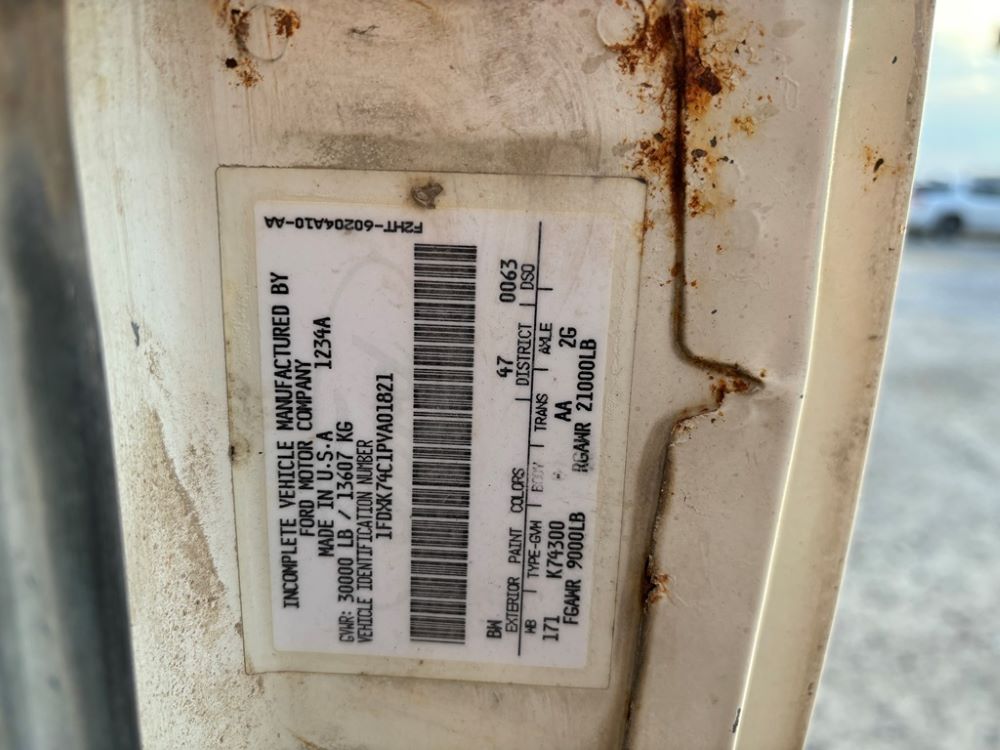 INCOMPLETE VEHICLE MANUFACTURED BY
FORD MOTOR COMPANY 1234A
MADE IN U.S.A
GVWR: 30000 LB / 13607 KG
VEHICLE IDENTIFICATION NUMBER
1FDXK74C1PVA01821
F2HT-60204A10-AA
BW 47 0063
EXTERIOR PAINT COLORS DISTRICT DSO
WB TYPE-GVW BODY TRANS AXLE
171 K74300 AA 2G
FGAWR 9000LB RGAWR 21000LB